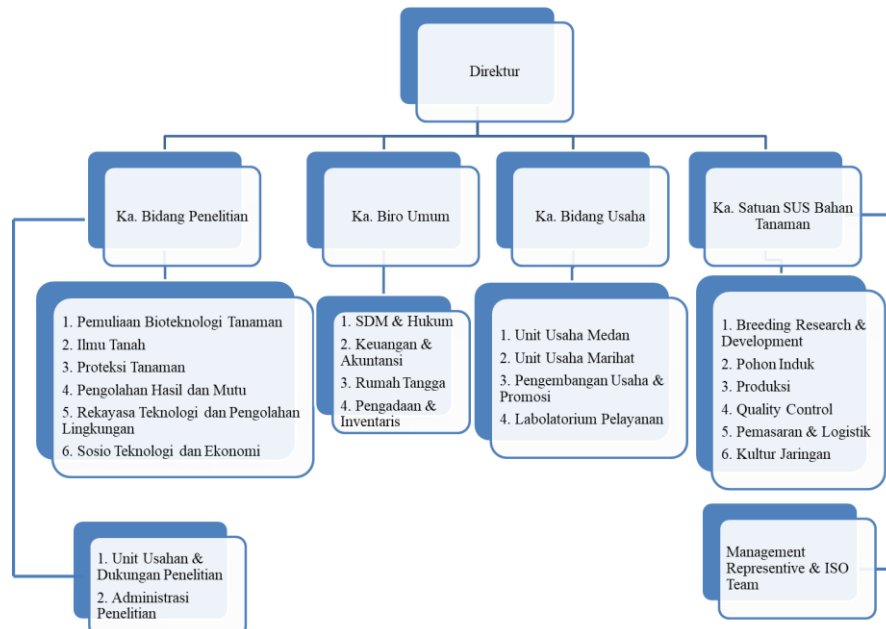 Direktur
Ka. Bidang Penelitian
Ka. Biro Umum
Ka. Bidang Usaha
Ka. Satuan SUS Bahan
Tanaman
1. Pemuliaan Bioteknologi Tanaman
2. Ilmu Tanah
3. Proteksi Tanaman
4. Pengolahan Hasil dan Mutu
5. Rekayasa Teknologi dan Pengolahan
Lingkungan
6. Sosio Teknologi dan Ekonomi
1. SDM & Hukum
2. Keuangan &
Akuntansi
3. Rumah Tangga
4. Pengadaan &
Inventaris
1. Unit Usaha Medan
2. Unit Usaha Marihat
3. Pengembangan Usaha &
Promosi
4. Labolatorium Pelayanan
1. Breeding Research &
Development
2. Pohon Induk
3. Produksi
4. Quality Control
5. Pemasaran & Logistik
6. Kultur Jaringan
1. Unit Usahan &
Dukungan Penelitian
2. Administrasi
Penelitian
Management
Representive & ISO
Team